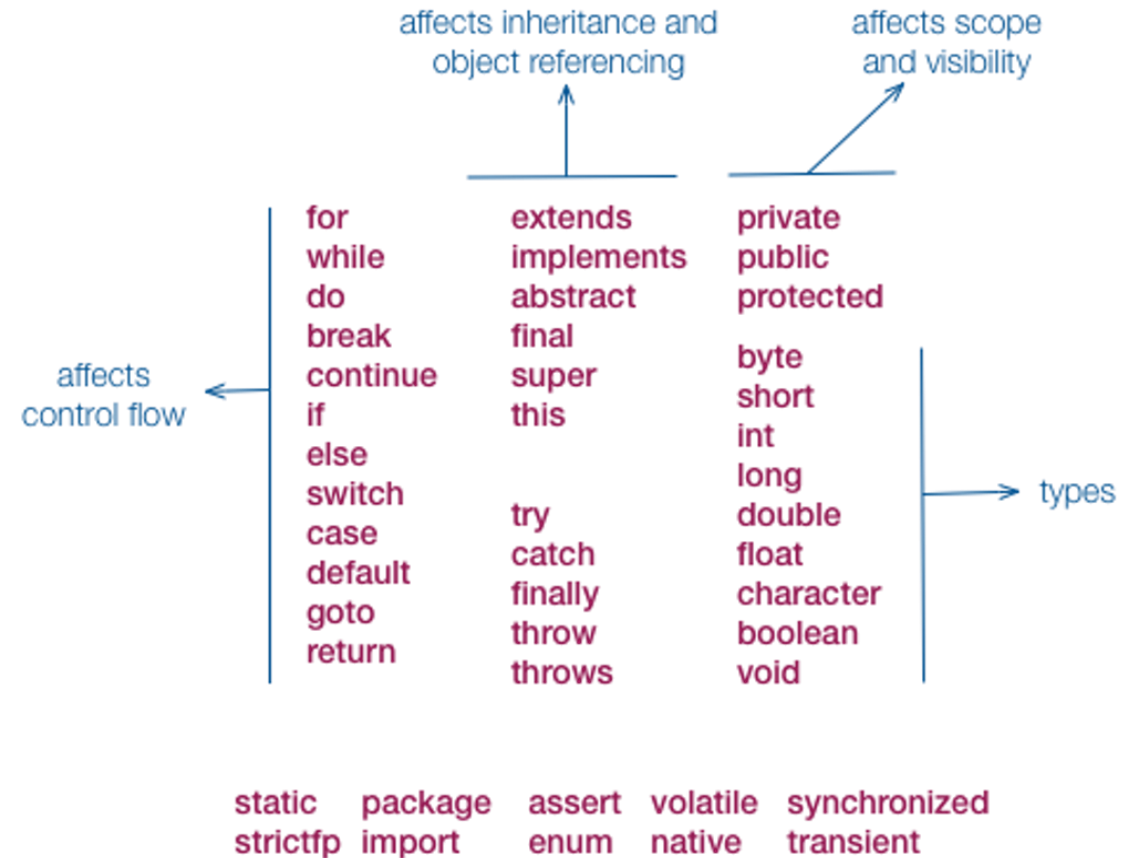 affects inheritance and
object referencing
affects scope
and visibility
affects
control flow
for
while
do
break
continue
if
else
switch
case
default
goto
return
extends
implements
abstract
final
super
this
try
catch
finally
throw
throws
private
public
protected
byte
short
int
long
double
float
character
boolean
void
types
static package assert volatile synchronized
strictfp import enum native transient